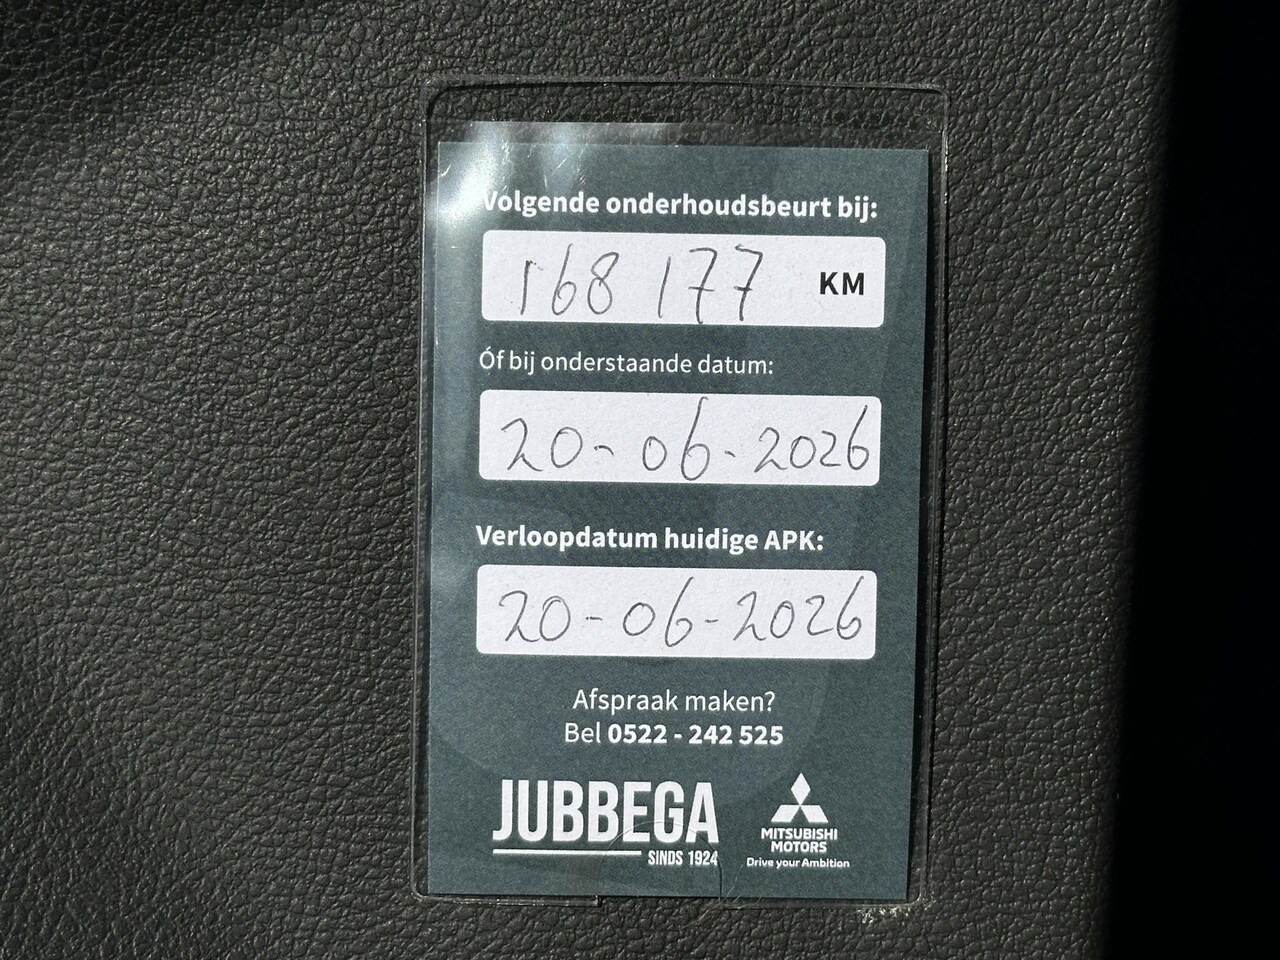 Volgende onderhoudsbeurt bij:
168 177 KM
Óf bij onderstaande datum:
20-06-2026
Verloopdatum huidige APK:
20-06-2026
Afspraak maken?
Bel 0522 - 242 525
JUBBEGA
SINDS 1924
MITSUBISHI
MOTORS
Drive your Ambition